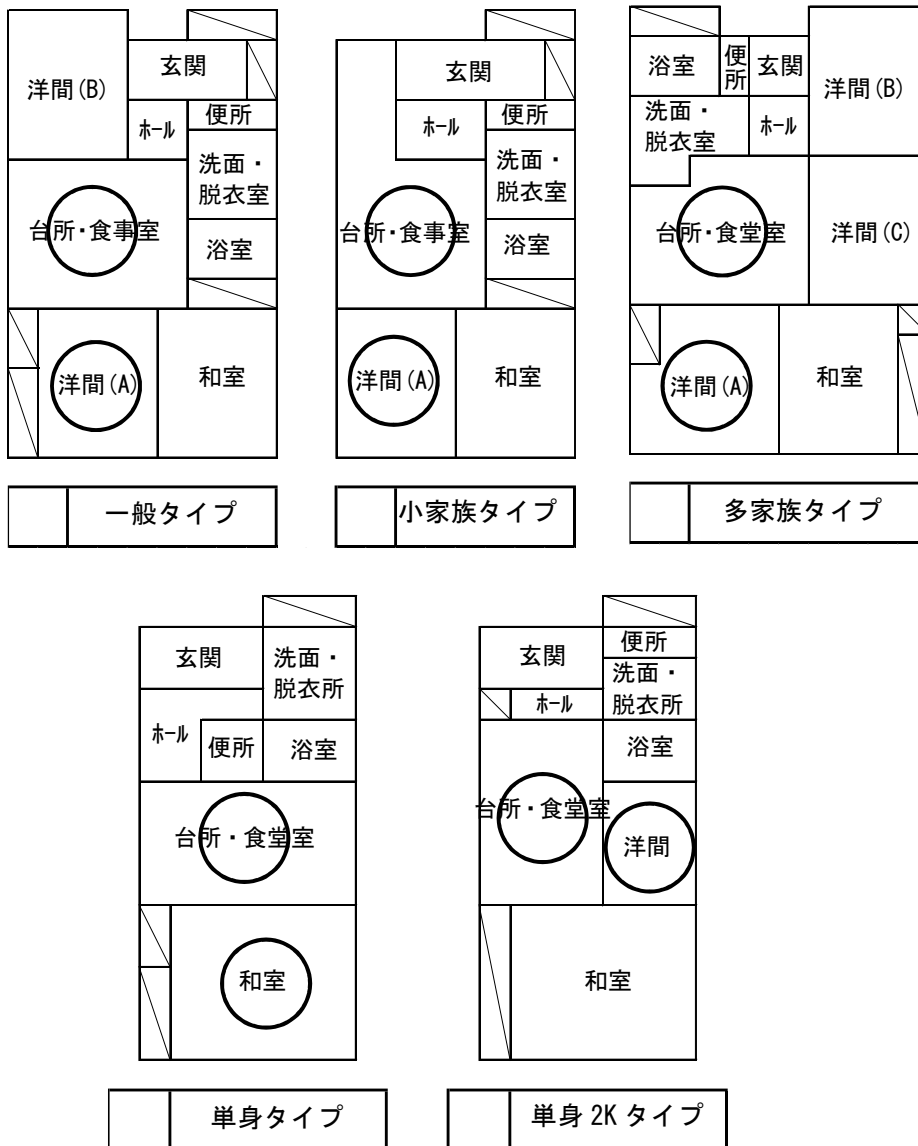 洋間(B)
玄関
ﾎｰﾙ
便所
洗面・
脱衣室
台所・食事室
浴室
洋間(A)
和室
一般タイプ
玄関
ﾎｰﾙ
便所
洗面・
脱衣室
台所・食事室
浴室
洋間(A)
和室
小家族タイプ
浴室
便
所
玄関
洋間(B)
洗面・
脱衣室
ﾎｰﾙ
台所・食堂室
洋間(C)
洋間(A)
和室
多家族タイプ
玄関
洗面・
脱衣所
ﾎｰﾙ
便所
浴室
台所・食堂室
和室
単身タイプ
玄関
便所
洗面・
脱衣所
ﾎｰﾙ
浴室
台所・食堂室
洋間
和室
単身2Kタイプ